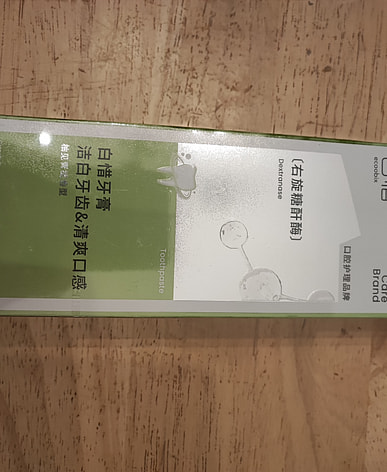 ecoobix
Care
Brand
口腔护理品牌
〔右旋糖酐酶〕
Dextranase
Toothpaste
白惜牙膏
洁白牙齿&清爽口感